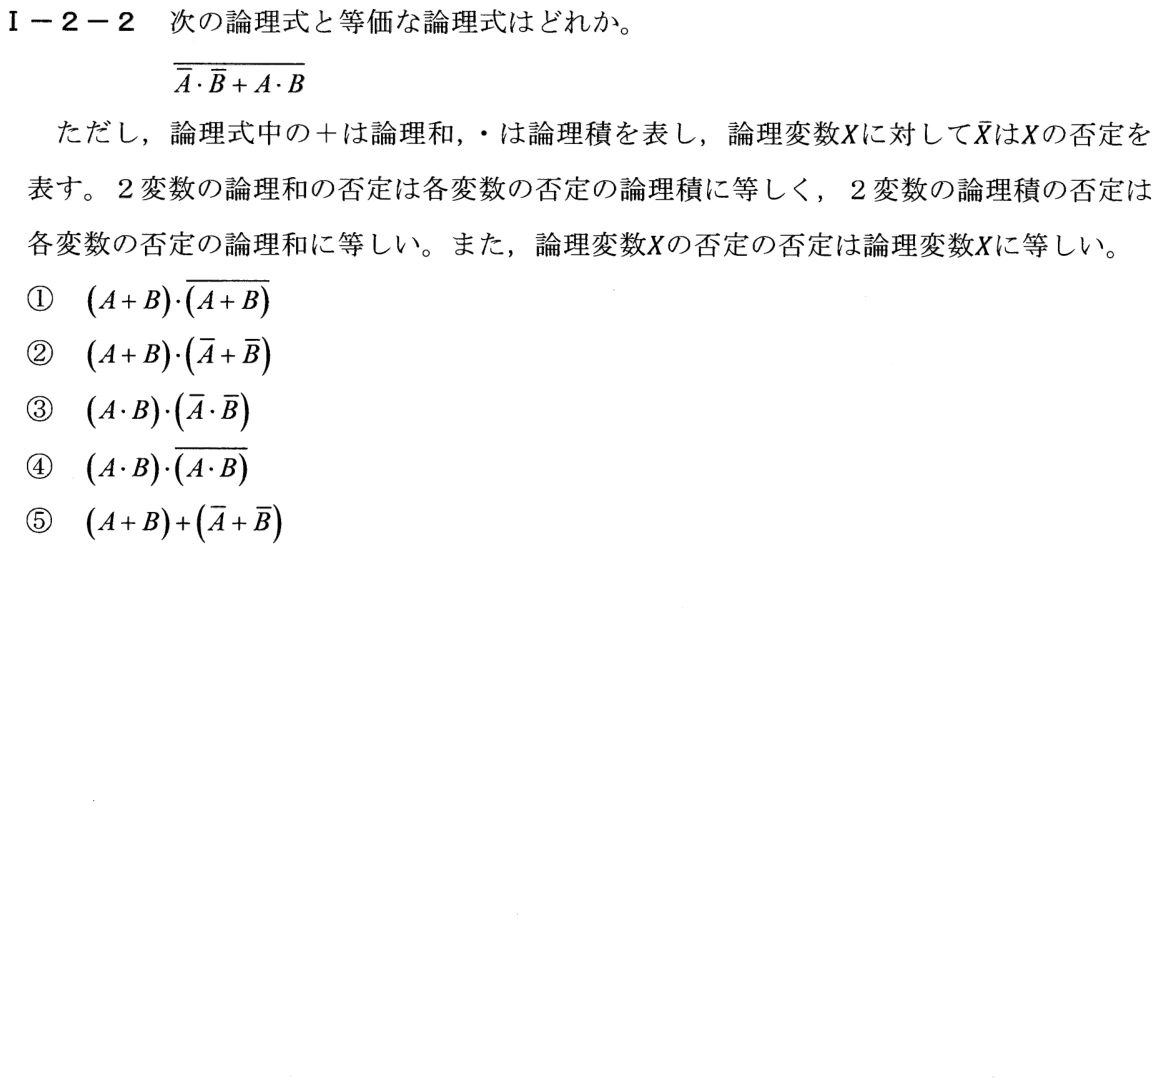 Ⅰ－２－２　次の論理式と等価な論理式はどれか。
$\overline{\overline{A}\cdot\overline{B}+A\cdot B}$
ただし，論理式中の＋は論理和，・は論理積を表し，論理変数Xに対して$\overline{X}$はXの否定を
表す。２変数の論理和の否定は各変数の否定の論理積に等しく，２変数の論理積の否定は
各変数の否定の論理和に等しい。また，論理変数Xの否定の否定は論理変数Xに等しい。
① $(A+B)\cdot\overline{(A+B)}$
② $(A+B)\cdot(\overline{A}+\overline{B})$
③ $(A\cdot B)\cdot(\overline{A}\cdot\overline{B})$
④ $(A\cdot B)\cdot\overline{(A\cdot B)}$
⑤ $(A+B)+(\overline{A}+\overline{B})$